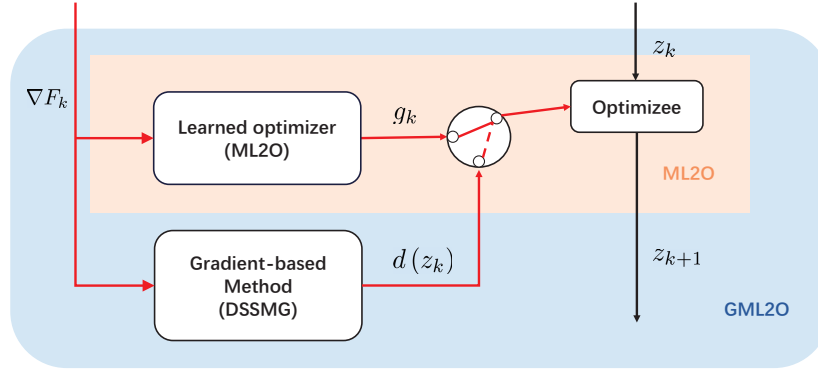 z_k
∇F_k
Learned optimizer
(ML2O)
g_k
Optimizee
ML2O
Gradient-based
Method
(DSSMG)
d (z_k)
z_{k+1}
GML2O